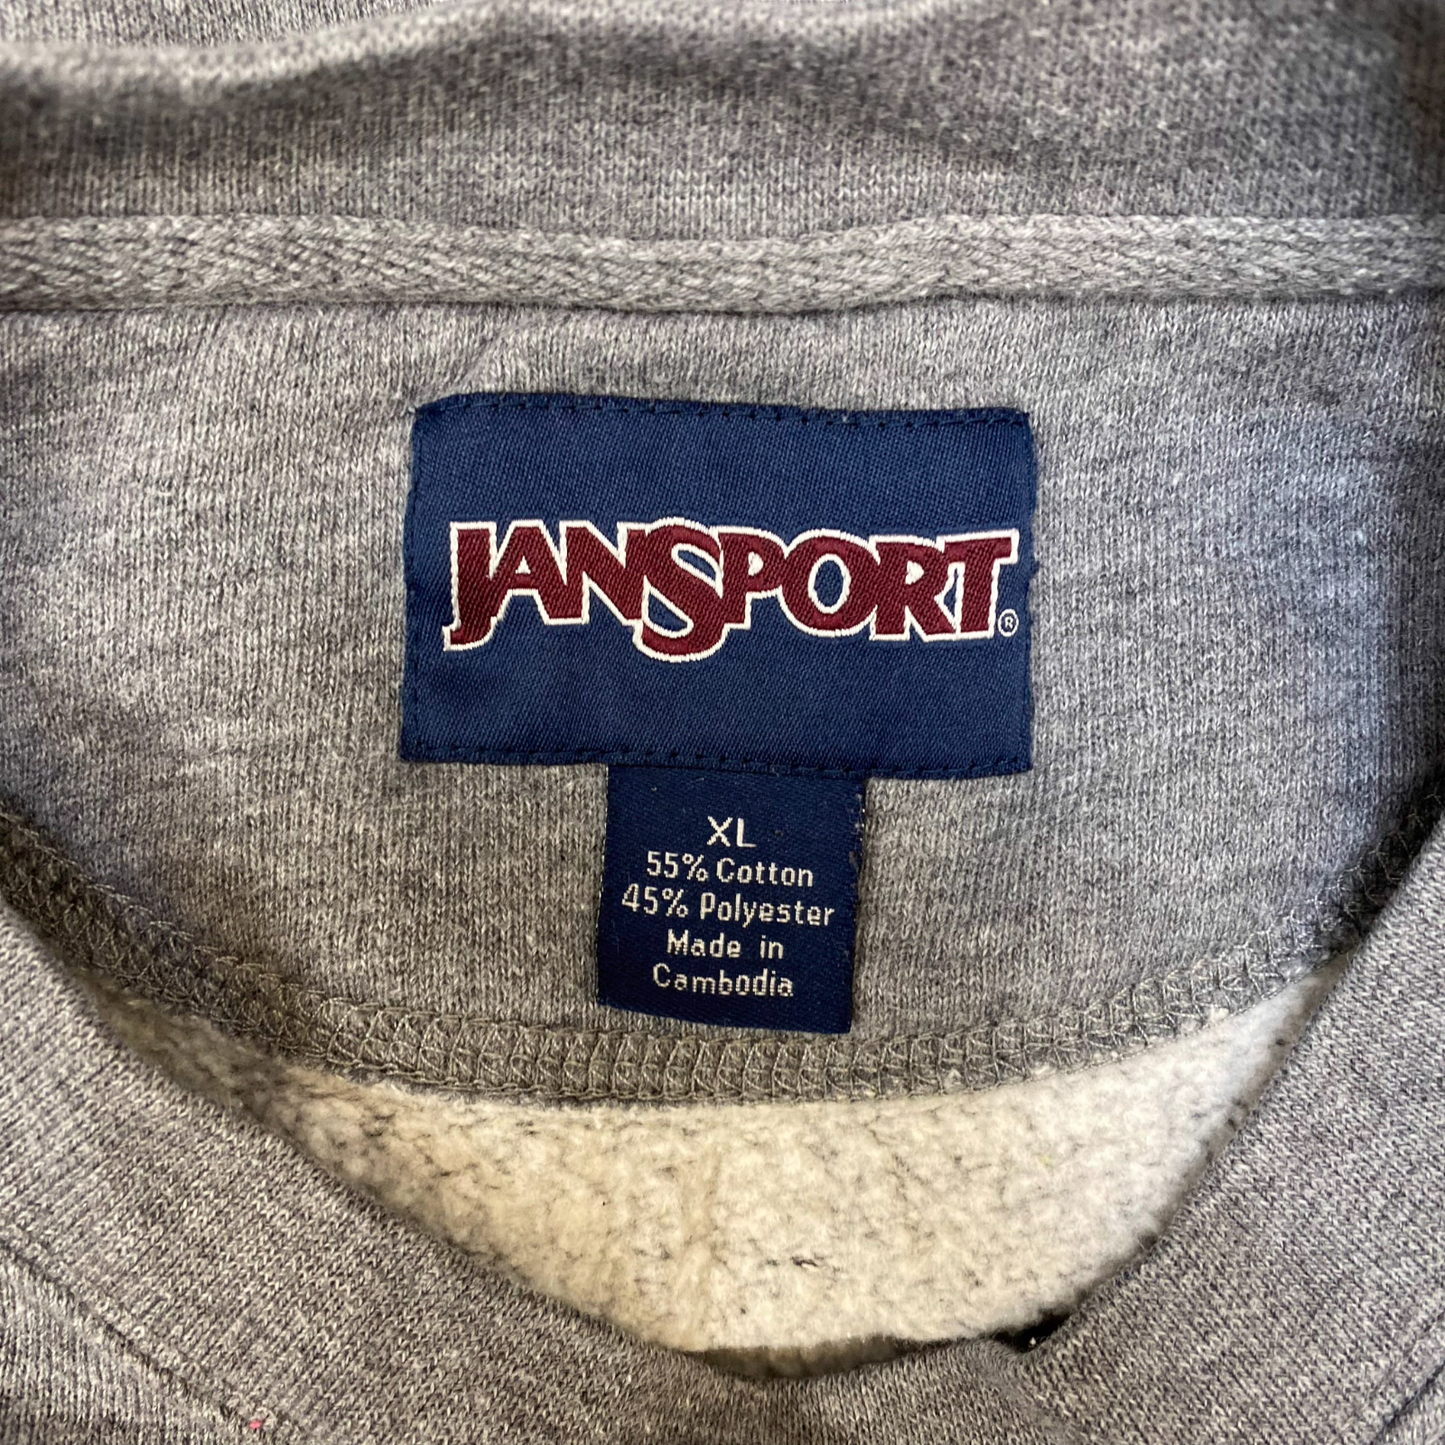 JANSPORT®
XL
55% Cotton
45% Polyester
Made in
Cambodia